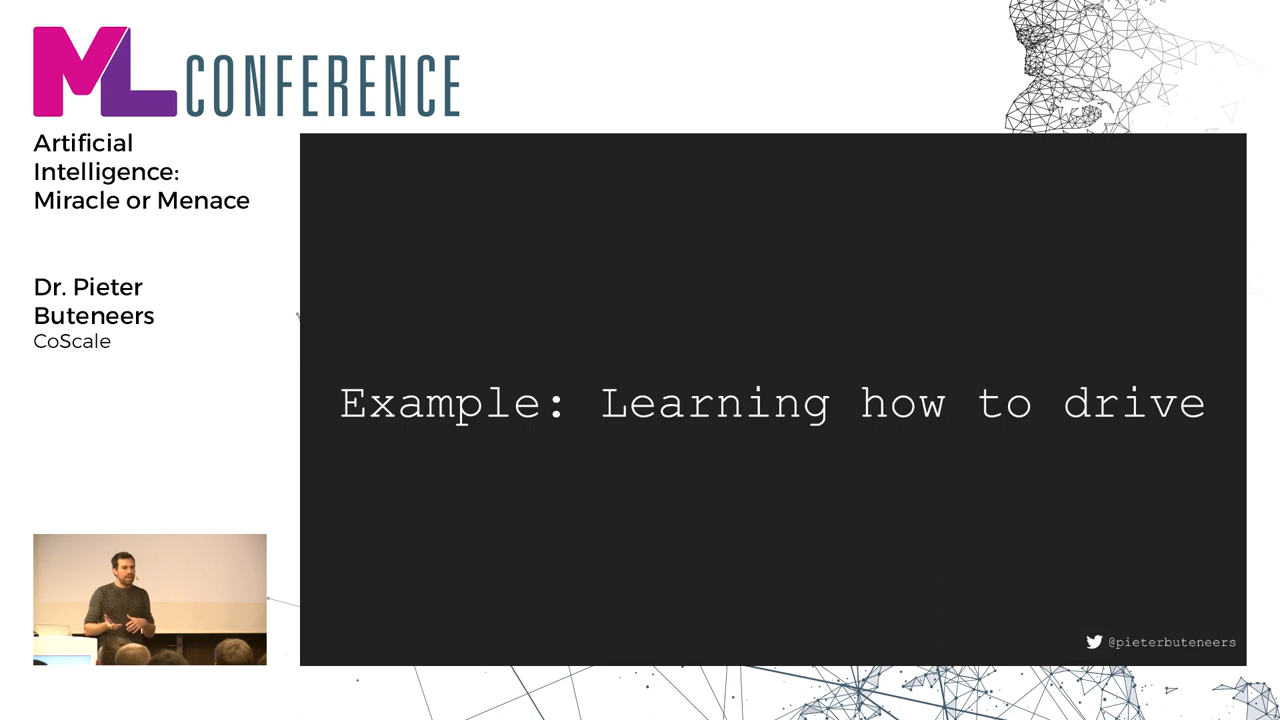 ML CONFERENCE
Artificial
Intelligence:
Miracle or Menace
Dr. Pieter
Buteneers
CoScale
Example: Learning how to drive
@pieterbuteneers